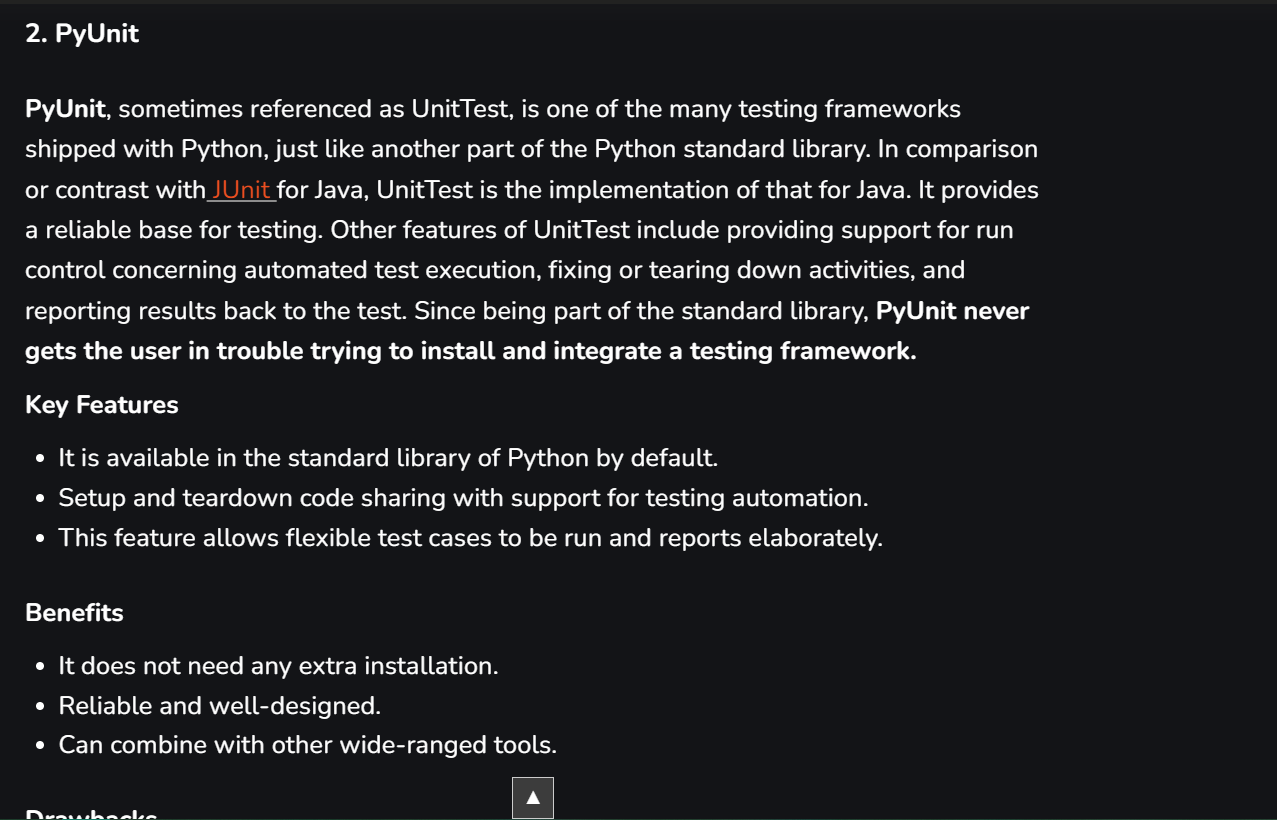 2. PyUnit
PyUnit, sometimes referenced as UnitTest, is one of the many testing frameworks
shipped with Python, just like another part of the Python standard library. In comparison
or contrast with JUnit for Java, UnitTest is the implementation of that for Java. It provides
a reliable base for testing. Other features of UnitTest include providing support for run
control concerning automated test execution, fixing or tearing down activities, and
reporting results back to the test. Since being part of the standard library, PyUnit never
gets the user in trouble trying to install and integrate a testing framework.
Key Features
• It is available in the standard library of Python by default.
• Setup and teardown code sharing with support for testing automation.
• This feature allows flexible test cases to be run and reports elaborately.
Benefits
• It does not need any extra installation.
• Reliable and well-designed.
• Can combine with other wide-ranged tools.
Drawbacks